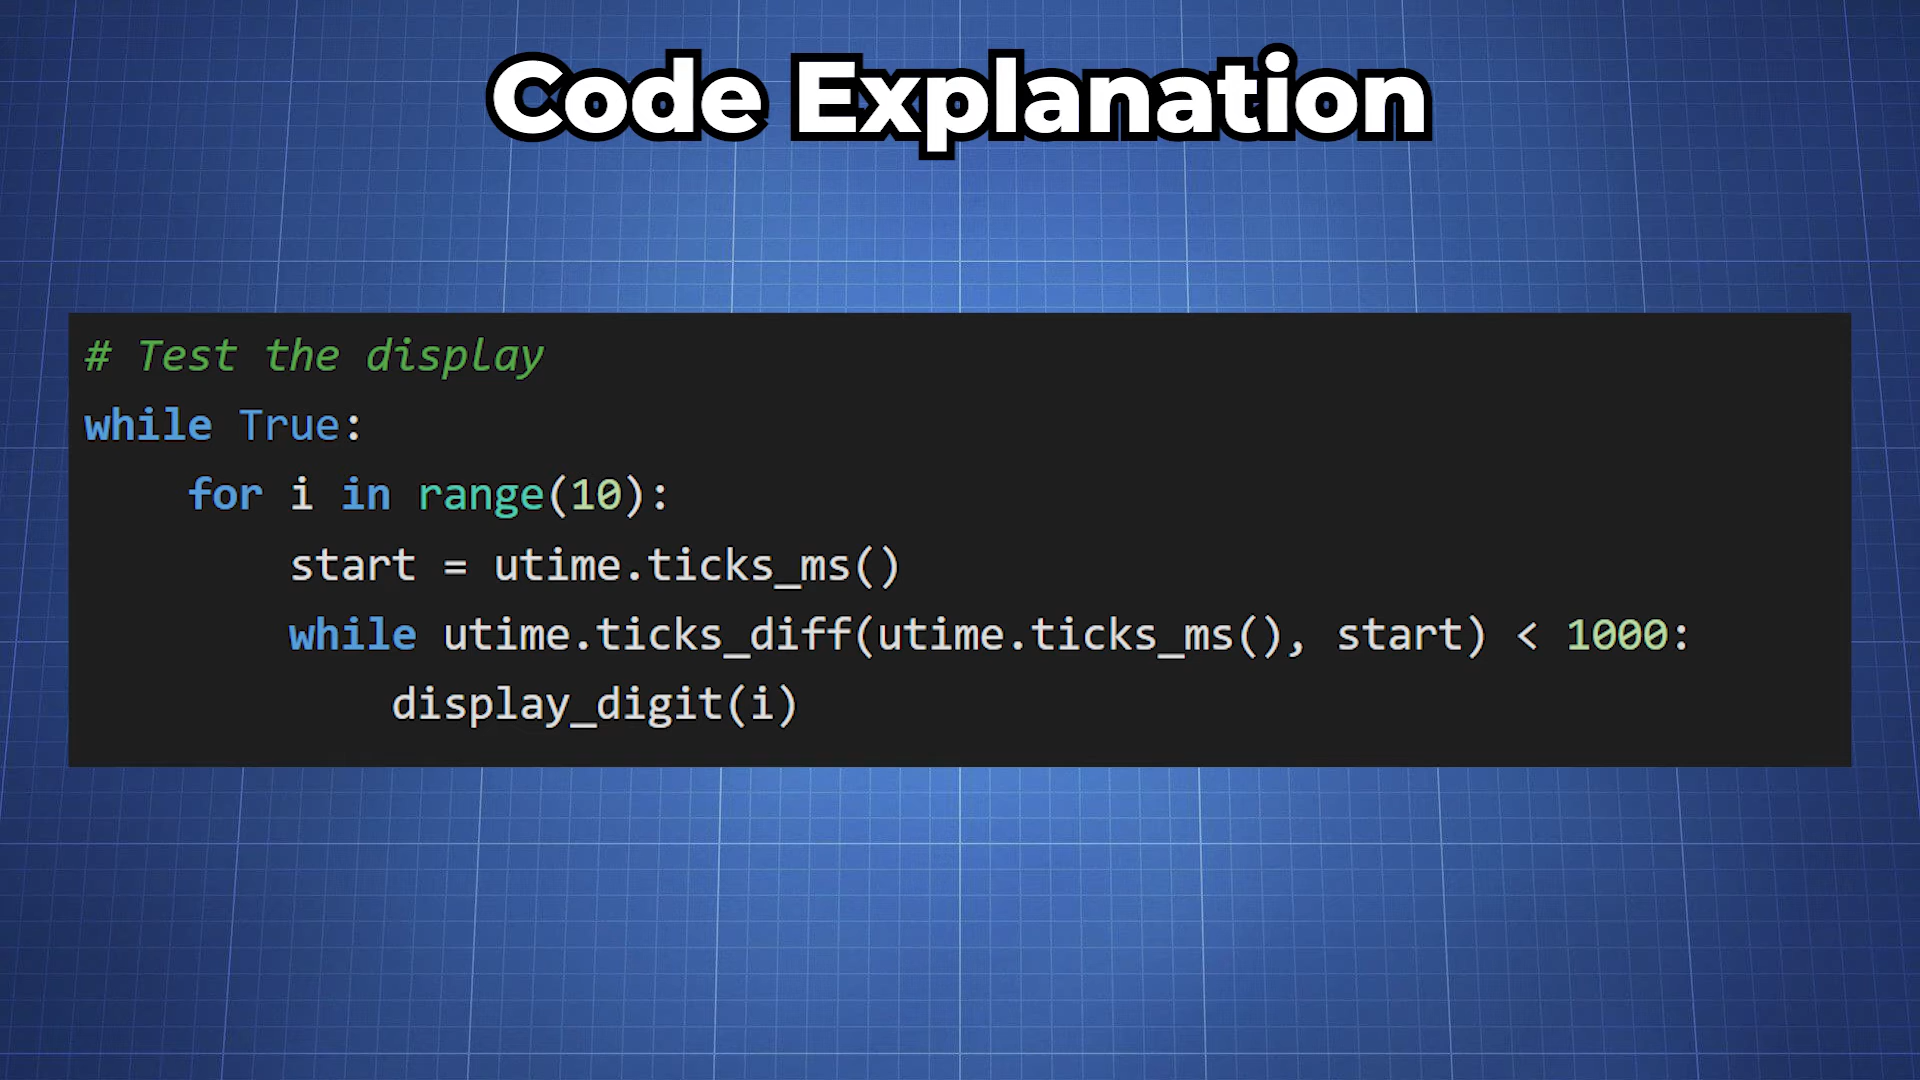 Code Explanation
# Test the display
while True:
    for i in range(10):
        start = utime.ticks_ms()
        while utime.ticks_diff(utime.ticks_ms(), start) < 1000:
            display_digit(i)